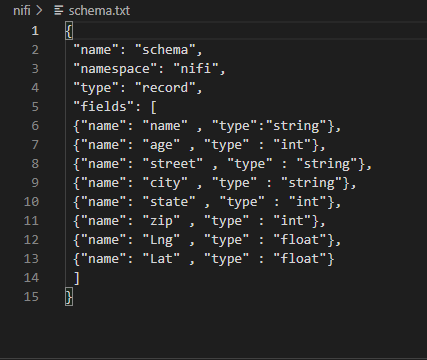 nifi > schema.txt
1 {
2 "name": "schema",
3 "namespace": "nifi",
4 "type": "record",
5 "fields": [
6 {"name": "name" , "type":"string"},
7 {"name": "age" , "type" : "int"},
8 {"name": "street" , "type" : "string"},
9 {"name": "city" , "type" : "string"},
10 {"name": "state" , "type" : "int"},
11 {"name": "zip" , "type" : "int"},
12 {"name": "Lng" , "type" : "float"},
13 {"name": "Lat" , "type" : "float"}
14 ]
15 }